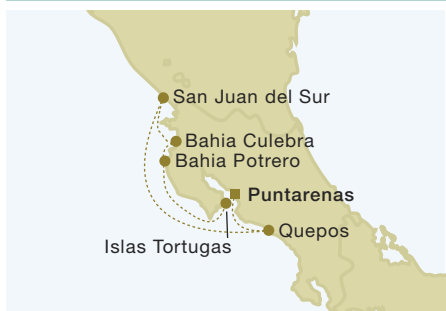 San Juan del Sur
Bahia Culebra
Bahia Potrero
Puntarenas
Quepos
Islas Tortugas